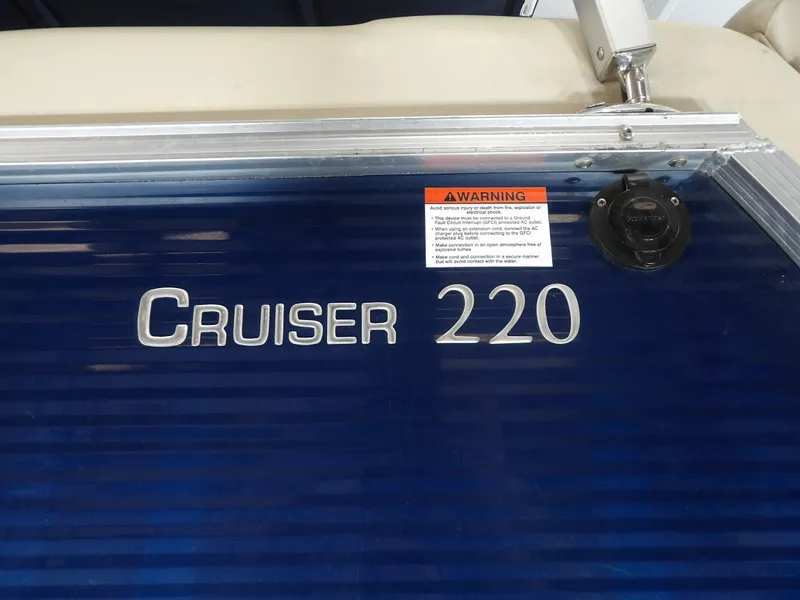 WARNING
Avoid serious injury or death from fire, explosion or
electrical shock.
• This device must be connected to a Ground
Fault Circuit Interrupt (GFCI) protected AC outlet.
• When using an extension cord, connect the AC
charger plug before connecting to the GFCI
protected AC outlet.
• Make connection in an open atmosphere free of
explosive fumes.
• Make cord and connection in a secure manner
that will avoid contact with the water.
CRUISER 220